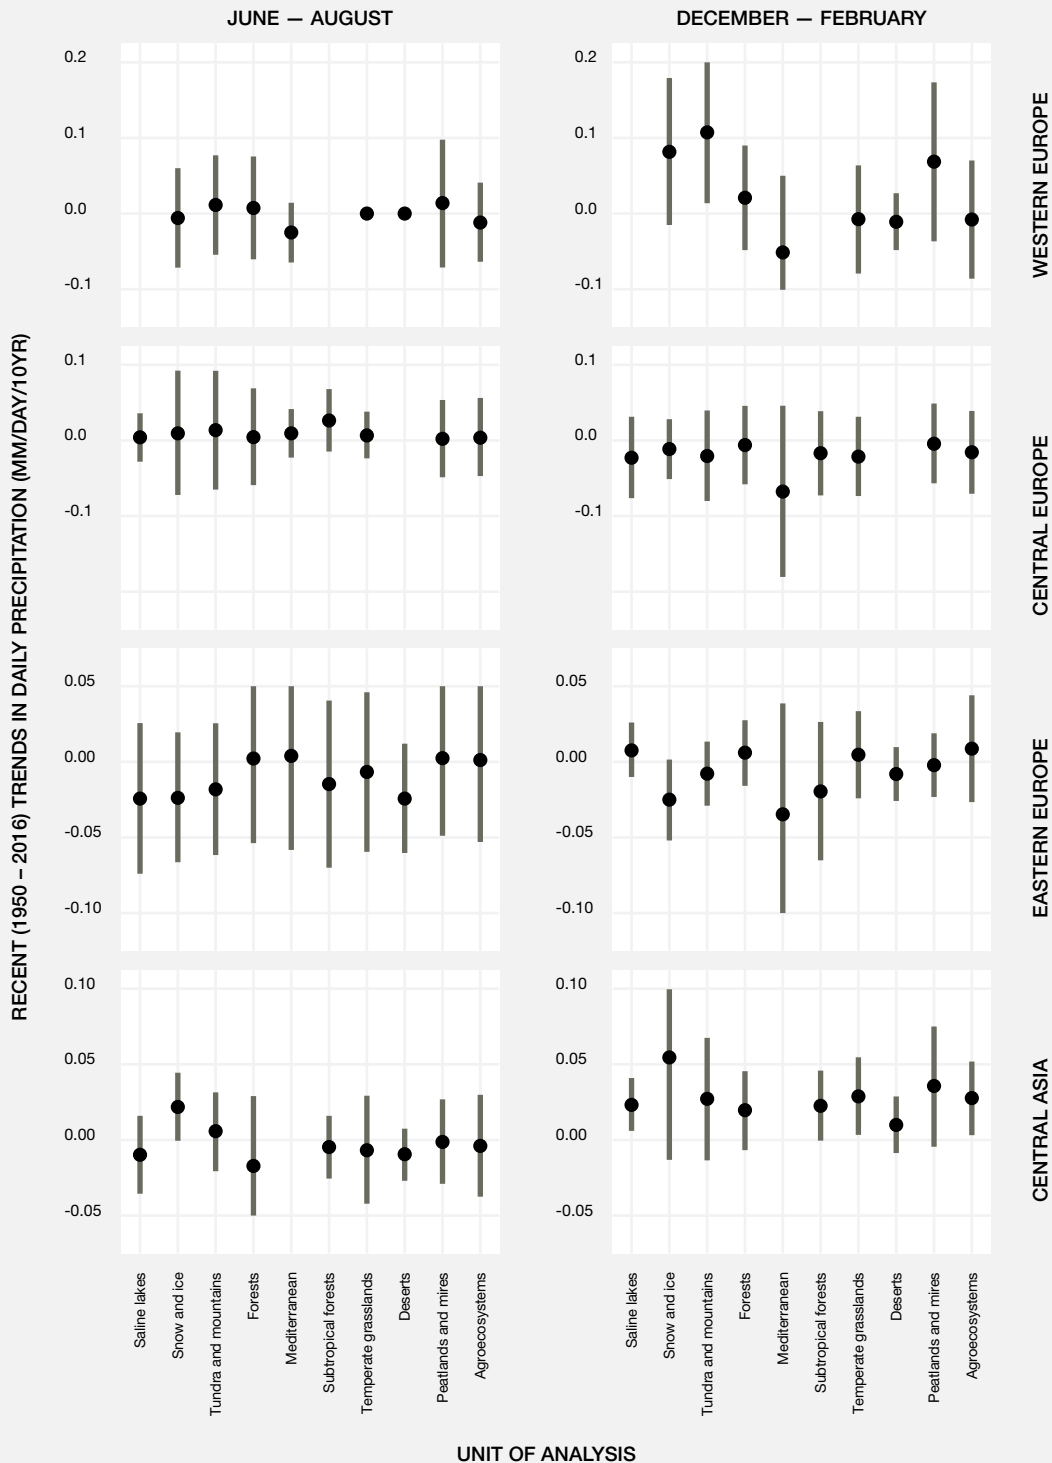 JUNE – AUGUST
DECEMBER – FEBRUARY
RECENT (1950 – 2016) TRENDS IN DAILY PRECIPITATION (MM/DAY/10YR)
0.2
0.1
0.0
-0.1
0.2
0.1
0.0
-0.1
WESTERN EUROPE
0.1
0.0
-0.1
0.1
0.0
-0.1
CENTRAL EUROPE
0.05
0.00
-0.05
-0.10
0.05
0.00
-0.05
-0.10
EASTERN EUROPE
0.10
0.05
0.00
-0.05
0.10
0.05
0.00
-0.05
CENTRAL ASIA
Saline lakes
Snow and ice
Tundra and mountains
Forests
Mediterranean
Subtropical forests
Temperate grasslands
Deserts
Peatlands and mires
Agroecosystems
Saline lakes
Snow and ice
Tundra and mountains
Forests
Mediterranean
Subtropical forests
Temperate grasslands
Deserts
Peatlands and mires
Agroecosystems
UNIT OF ANALYSIS